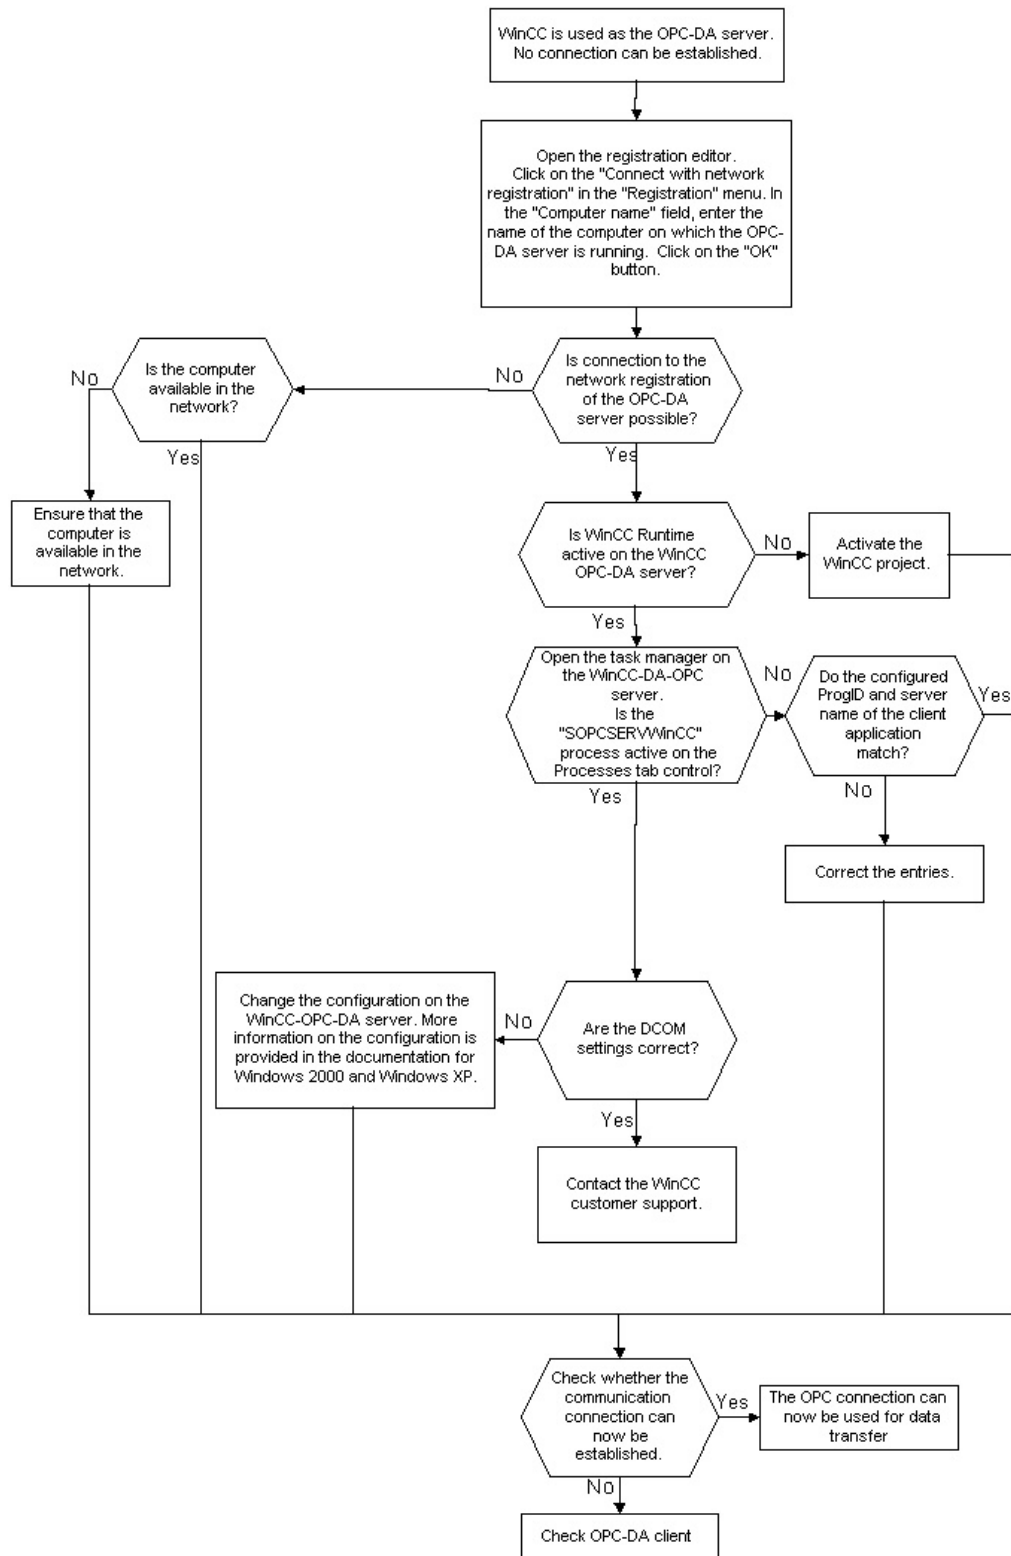 WinCC is used as the OPC-DA server.
No connection can be established.
Open the registration editor.
Click on the "Connect with network
registration" in the "Registration" menu. In
the "Computer name" field, enter the
name of the computer on which the OPC-
DA server is running. Click on the "OK"
button.
Is connection to the
network registration
of the OPC-DA
server possible?
No
Is the computer
available in the
network?
No
Yes
Ensure that the
computer is
available in the
network.
Yes
Is WinCC Runtime
active on the WinCC
OPC-DA server?
No
Activate the
WinCC project.
Yes
Open the task manager on
the WinCC-DA-OPC
server.
Is the
"SOPCSERVWinCC"
process active on the
Processes tab control?
No
Do the configured
ProgID and server
name of the client
application
match?
Yes
No
Correct the entries.
Yes
Are the DCOM
settings correct?
No
Change the configuration on the
WinCC-OPC-DA server. More
information on the configuration is
provided in the documentation for
Windows 2000 and Windows XP.
Yes
Contact the WinCC
customer support.
Check whether the
communication
connection can
now be
established.
Yes
The OPC connection can
now be used for data
transfer
No
Check OPC-DA client